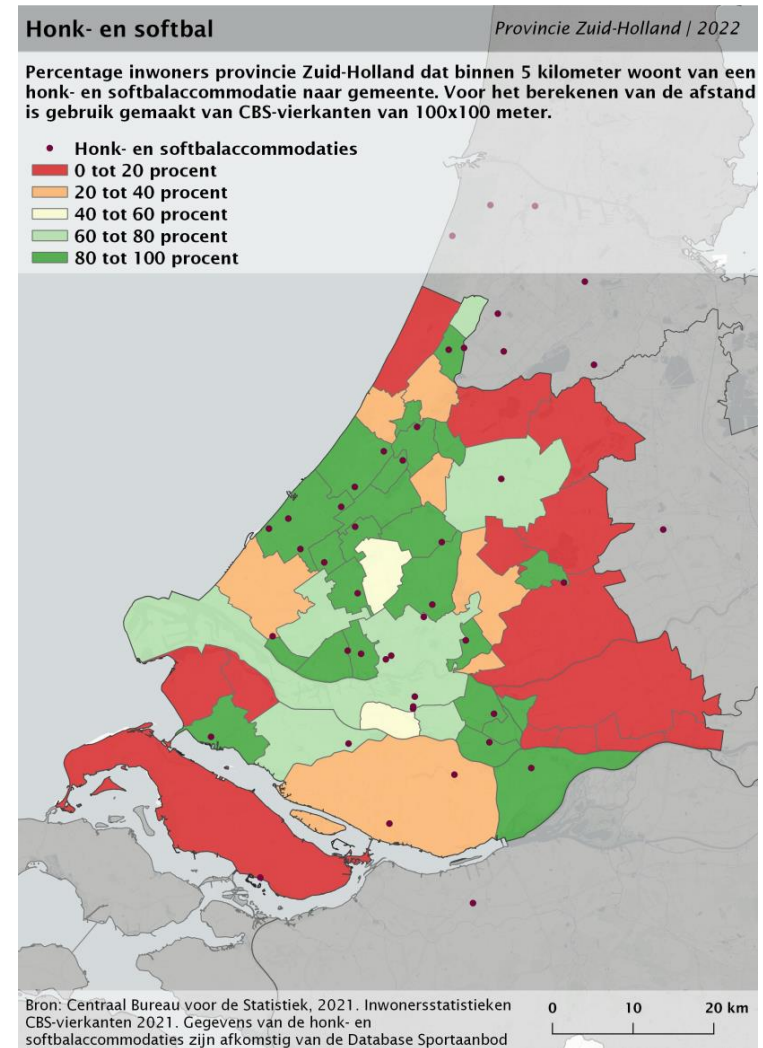 Honk- en softbal
Provincie Zuid-Holland | 2022
Percentage inwoners provincie Zuid-Holland dat binnen 5 kilometer woont van een
honk- en softbalaccommodatie naar gemeente. Voor het berekenen van de afstand
is gebruik gemaakt van CBS-vierkanten van 100x100 meter.
Honk- en softbalaccommodaties
0 tot 20 procent
20 tot 40 procent
40 tot 60 procent
60 tot 80 procent
80 tot 100 procent
Bron: Centraal Bureau voor de Statistiek, 2021. Inwonersstatistieken
CBS-vierkanten 2021. Gegevens van de honk- en
softbalaccommodaties zijn afkomstig van de Database Sportaanbod
0 10 20 km